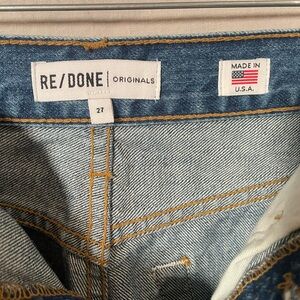 RE/DONE | ORIGINALS
27
MADE IN
U.S.A.